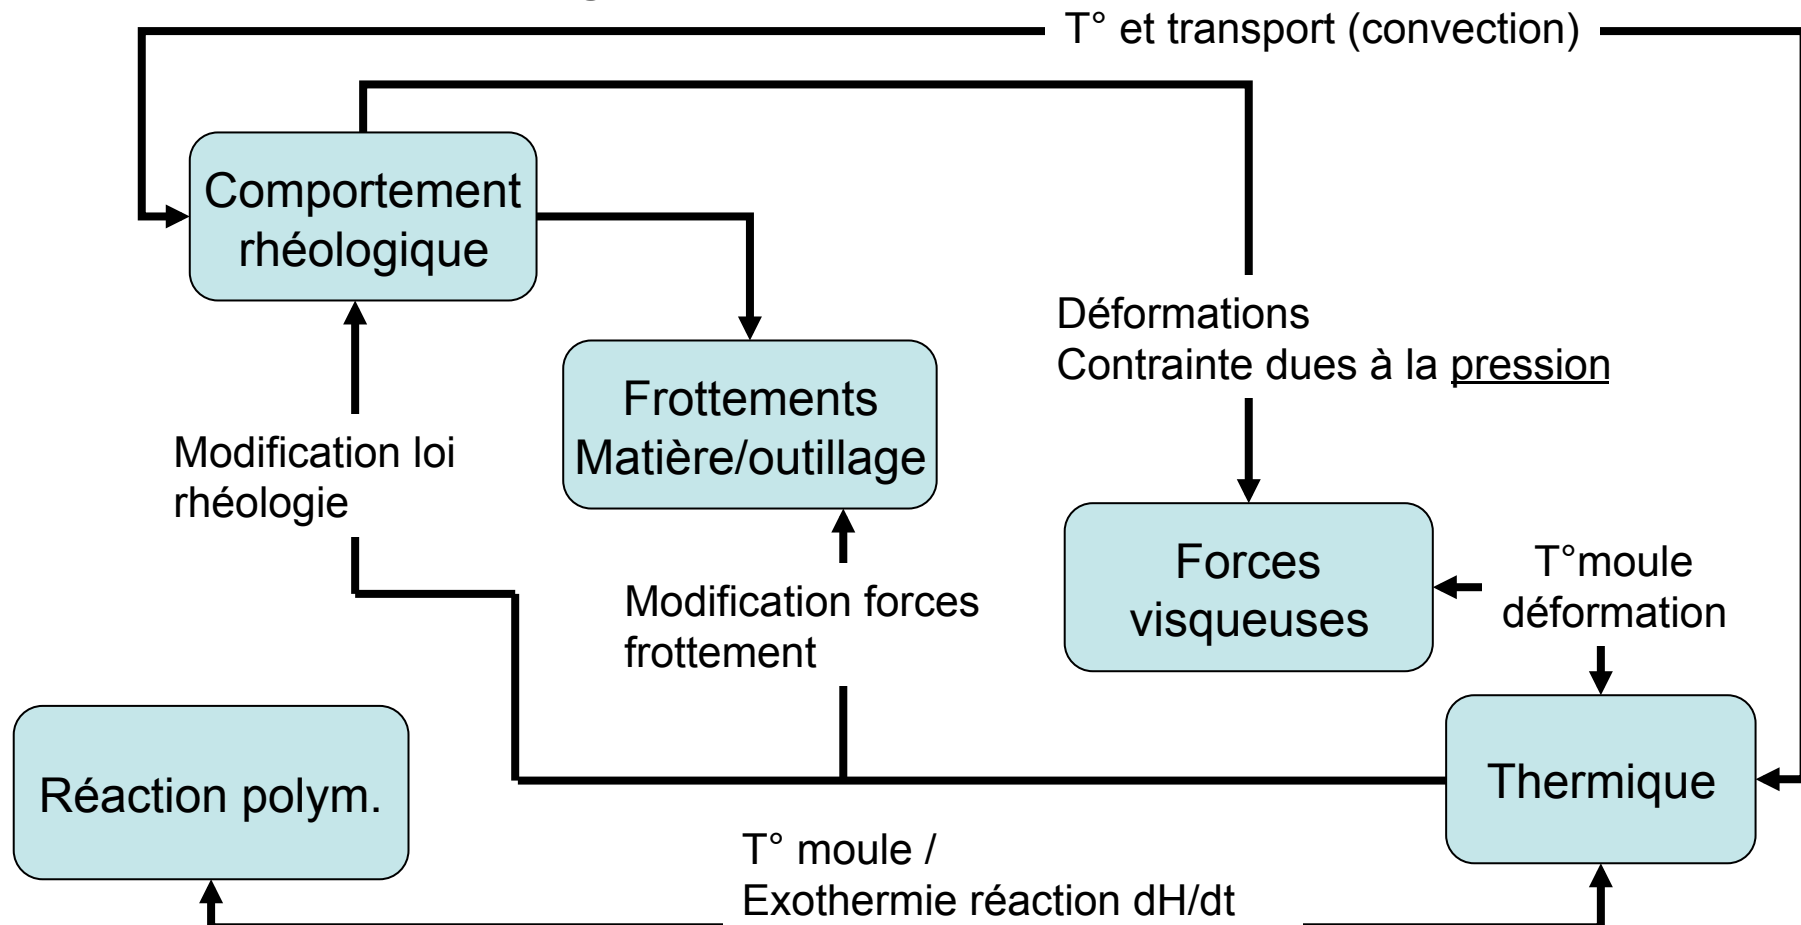 T° et transport (convection)
Comportement
rhéologique
Déformations
Contrainte dues à la pression
Frottements
Matière/outillage
Modification loi
rhéologie
Forces
visqueuses
T°moule
déformation
Modification forces
frottement
Réaction polym.
Thermique
T° moule /
Exothermie réaction dH/dt